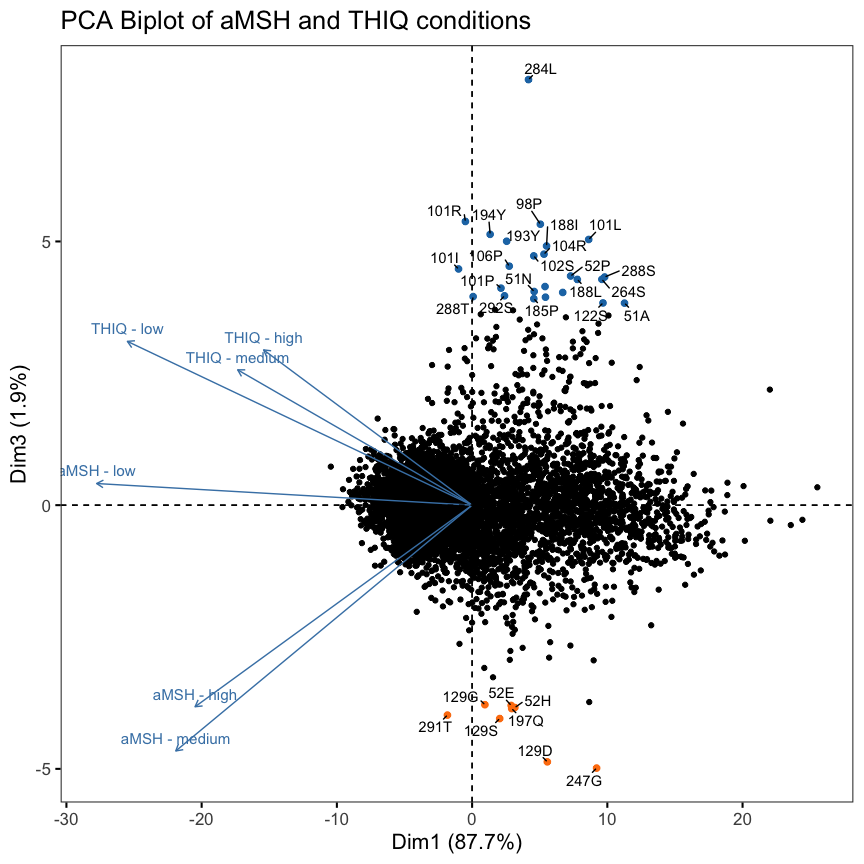 PCA Biplot of aMSH and THIQ conditions
284L
98P
101R
194Y
188I
101L
193Y
104R
101I
106P
102S
52P
288S
101P
51N
188L
264S
288T
292S
185P
122S
51A
THIQ - low
THIQ - high
THIQ - medium
aMSH - low
aMSH - high
aMSH - medium
129G
52E
52H
291T
129S
197Q
129D
247G
5
0
-5
Dim3 (1.9%)
-30
-20
-10
0
10
20
Dim1 (87.7%)